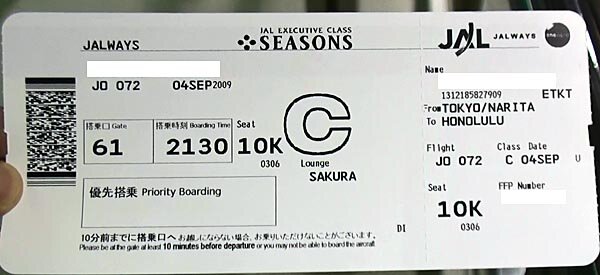 JALWAYS
JAL EXECUTIVE CLASS
SEASONS
JO 072 04SEP2009
搭乗口 Gate
61
搭乗時刻 Boarding Time
2130
Seat
10K
0306
C
Lounge
SAKURA
優先搭乗 Priority Boarding
DI
10分前までに搭乗口へ お越しにならない場合、お乗りいただけないことがございます。
Please be at the gate at least 10 minutes before departure or you may not be able to board the aircraft.
JAL JALWAYS
Name
1312185827909 ETKT
From TOKYO/NARITA
To HONOLULU
Flight Class Date
JO 072 C 04SEP U
Seat FFP Number
10K
0306